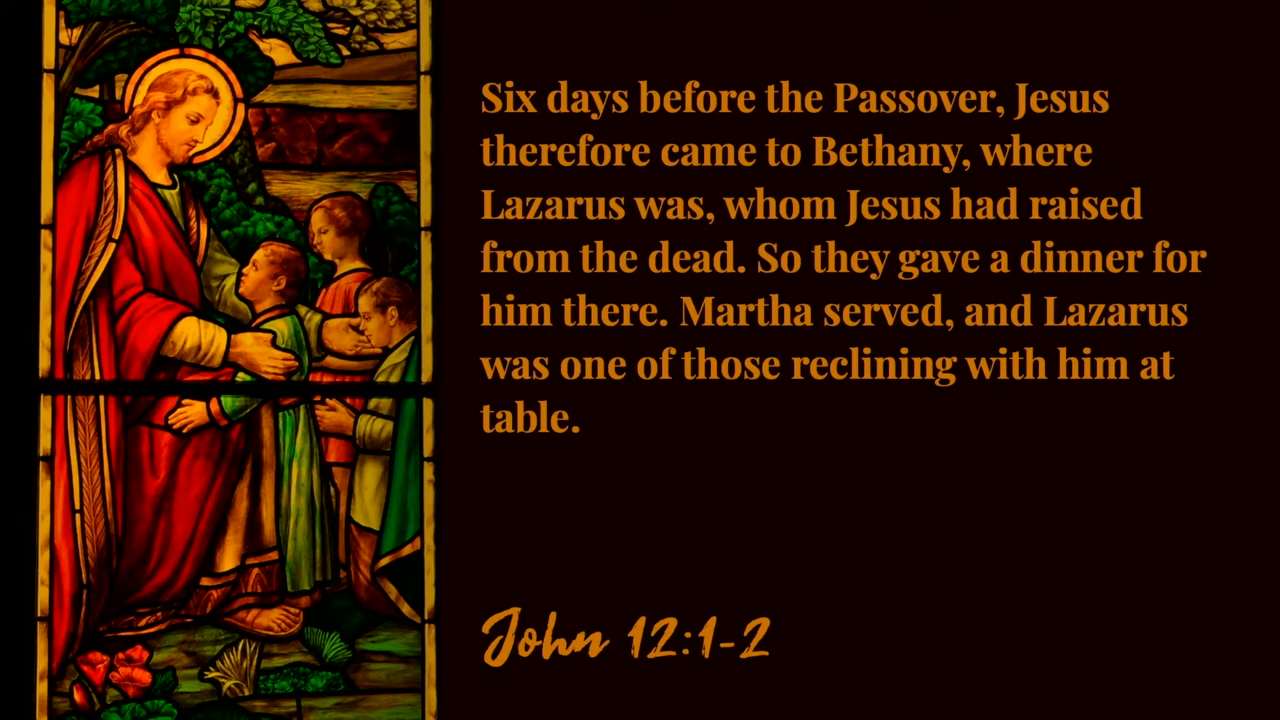 Six days before the Passover, Jesus
therefore came to Bethany, where
Lazarus was, whom Jesus had raised
from the dead. So they gave a dinner for
him there. Martha served, and Lazarus
was one of those reclining with him at
table.
John 12:1-2